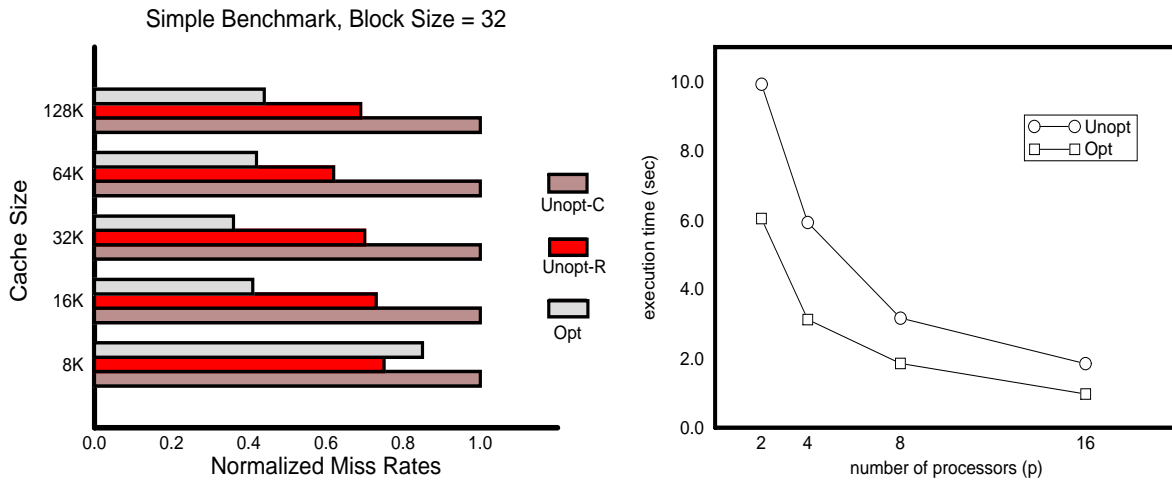 Simple Benchmark, Block Size = 32
Cache Size
128K
64K
32K
16K
8K
0.0 0.2 0.4 0.6 0.8 1.0
Normalized Miss Rates
Unopt-C
Unopt-R
Opt
execution time (sec)
10.0
8.0
6.0
4.0
2.0
0.0
2 4 8 16
number of processors (p)
Unopt
Opt